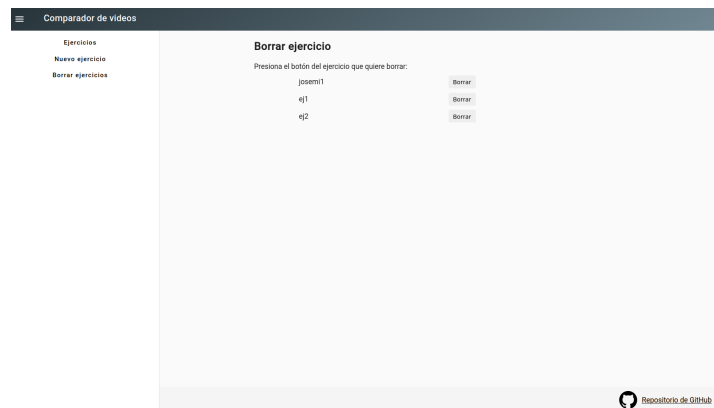 Comparador de videos
Ejercicios
Nuevo ejercicio
Borrar ejercicios
Borrar ejercicio
Presiona el botón del ejercicio que quiere borrar:
josemi1 Borrar
ej1 Borrar
ej2 Borrar
Repositorio de GitHub